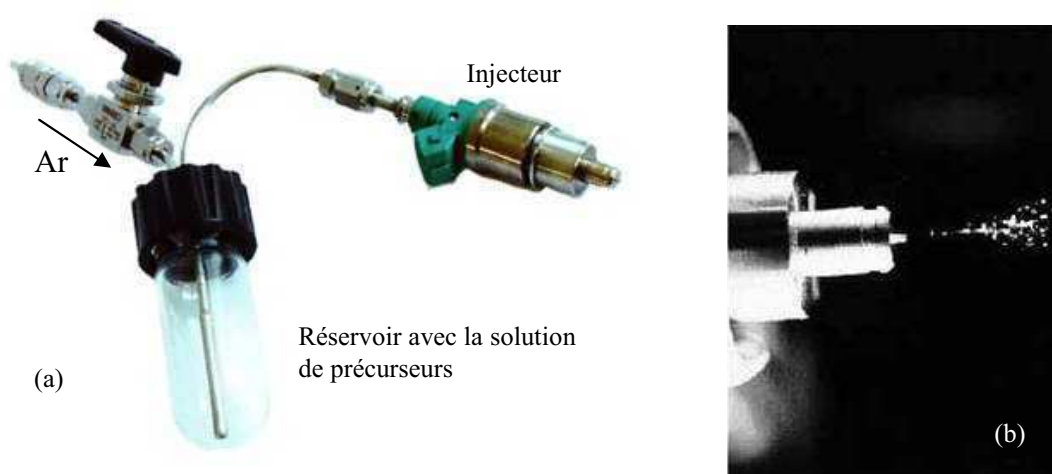 Injecteur
Ar
Réservoir avec la solution
de précurseurs
(a)
(b)